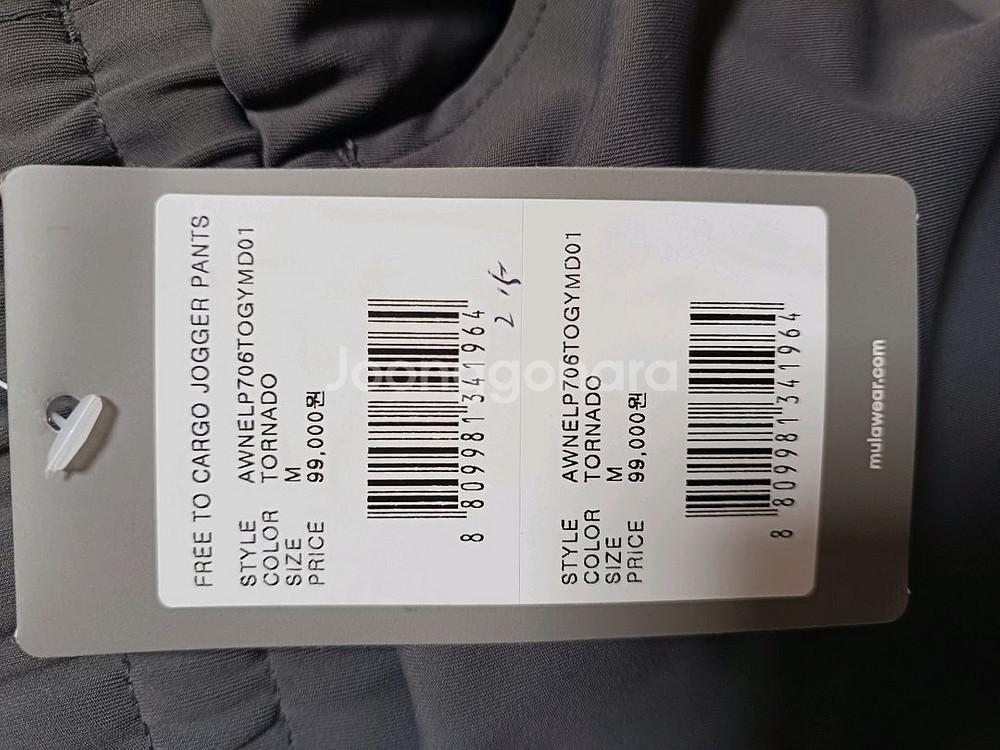 FREE TO CARGO JOGGER PANTS
STYLE AWNELP706TOGYMD01
COLOR TORNADO
SIZE M
PRICE 99,000원
8 809981 341964
STYLE AWNELP706TOGYMD01
COLOR TORNADO
SIZE M
PRICE 99,000원
8 809981 341964
mulawear.com
Joonggonara